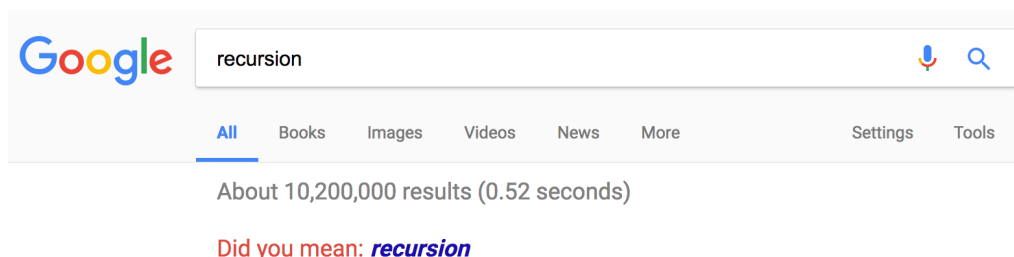 Google recursion
All Books Images Videos News More Settings Tools
About 10,200,000 results (0.52 seconds)
Did you mean: recursion